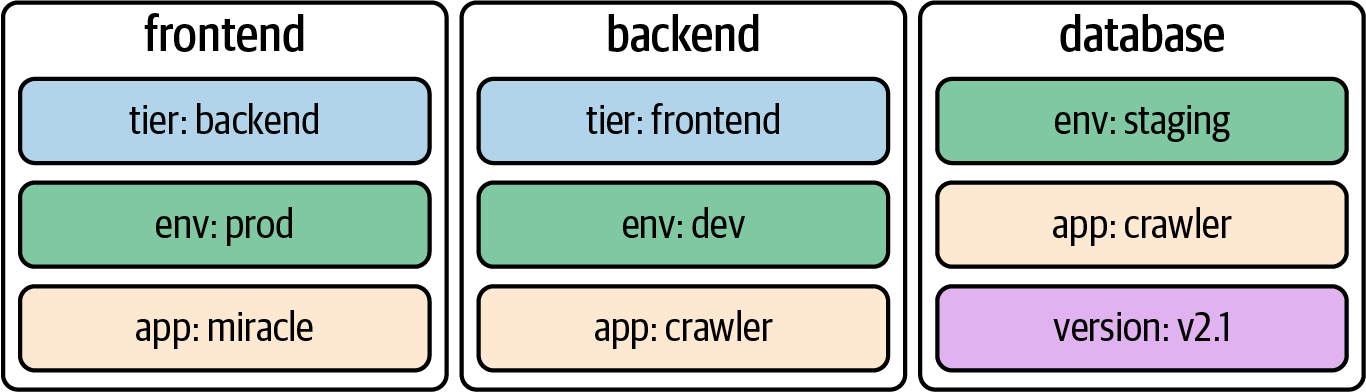 frontend
tier: backend
env: prod
app: miracle
backend
tier: frontend
env: dev
app: crawler
database
env: staging
app: crawler
version: v2.1